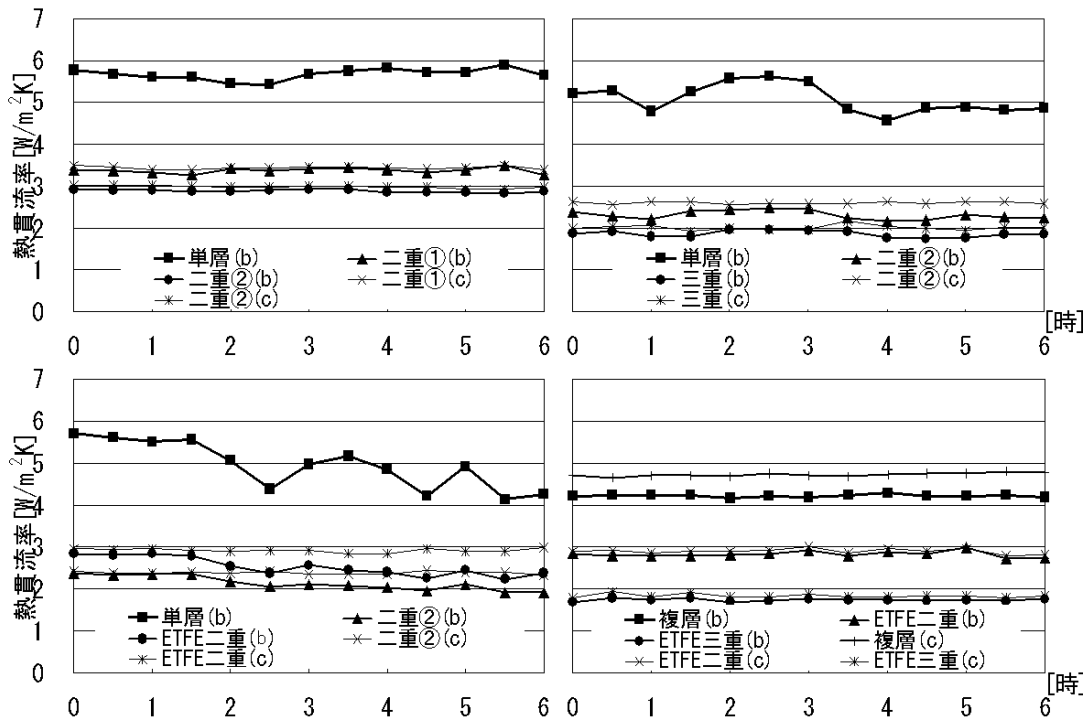 熱貫流率[W/m²K]
7
6
5
4
3
2
1
0
単層(b) 二重①(b)
二重②(b) 二重①(c)
二重②(c)
0 1 2 3 4 5 6
単層(b) 二重②(b)
三重(b) 二重②(c)
三重(c)
[時]
0 1 2 3 4 5 6
熱貫流率[W/m²K]
7
6
5
4
3
2
1
0
単層(b) 二重②(b)
ETFE二重(b) 二重②(c)
ETFE二重(c)
0 1 2 3 4 5 6
複層(b) ETFE二重(b)
ETFE三重(b) 複層(c)
ETFE二重(c) ETFE三重(c)
[時]
0 1 2 3 4 5 6